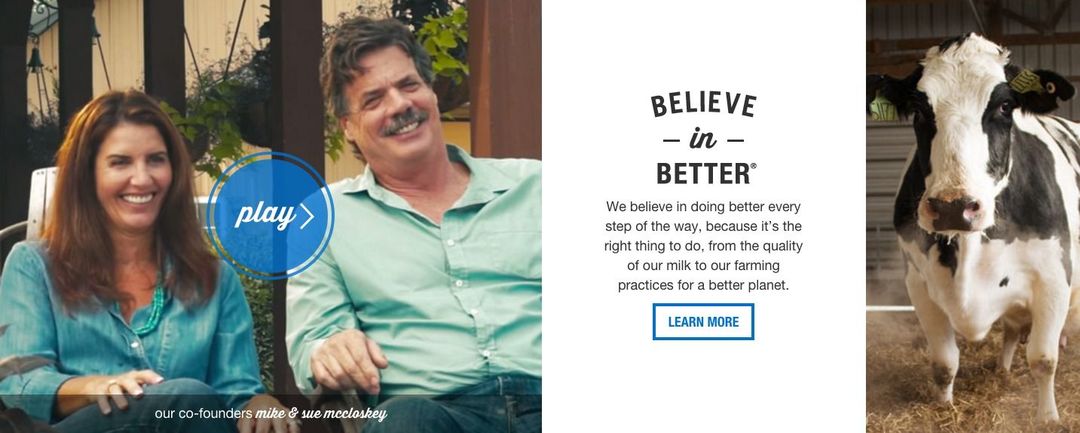 play
our co-founders mike & sue mccloskey
BELIEVE
– in –
BETTER®
We believe in doing better every
step of the way, because it’s the
right thing to do, from the quality
of our milk to our farming
practices for a better planet.
LEARN MORE